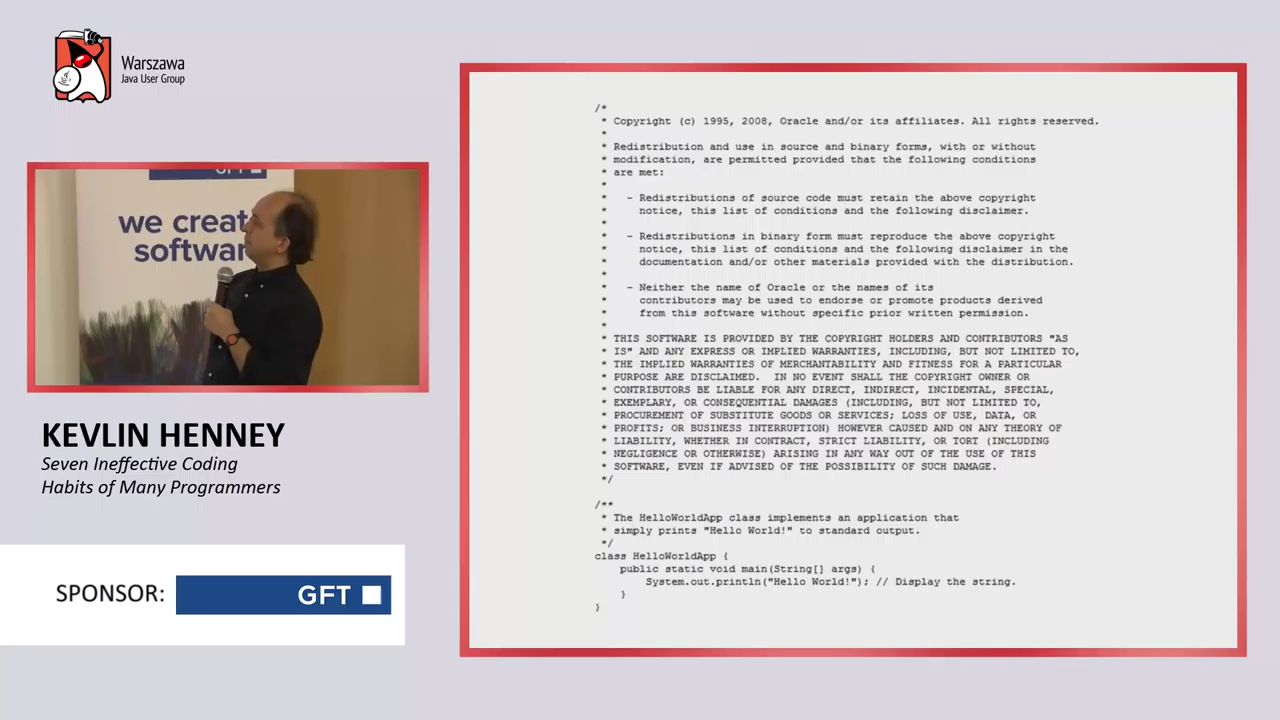 Warszawa
Java User Group
we creat
software
KEVLIN HENNEY
Seven Ineffective Coding
Habits of Many Programmers
SPONSOR:
GFT
/*
 * Copyright (c) 1995, 2008, Oracle and/or its affiliates. All rights reserved.
 *
 * Redistribution and use in source and binary forms, with or without
 * modification, are permitted provided that the following conditions
 * are met:
 *
 *   - Redistributions of source code must retain the above copyright
 *     notice, this list of conditions and the following disclaimer.
 *
 *   - Redistributions in binary form must reproduce the above copyright
 *     notice, this list of conditions and the following disclaimer in the
 *     documentation and/or other materials provided with the distribution.
 *
 *   - Neither the name of Oracle or the names of its
 *     contributors may be used to endorse or promote products derived
 *     from this software without specific prior written permission.
 *
 * THIS SOFTWARE IS PROVIDED BY THE COPYRIGHT HOLDERS AND CONTRIBUTORS "AS
 * IS" AND ANY EXPRESS OR IMPLIED WARRANTIES, INCLUDING, BUT NOT LIMITED TO,
 * THE IMPLIED WARRANTIES OF MERCHANTABILITY AND FITNESS FOR A PARTICULAR
 * PURPOSE ARE DISCLAIMED.  IN NO EVENT SHALL THE COPYRIGHT OWNER OR
 * CONTRIBUTORS BE LIABLE FOR ANY DIRECT, INDIRECT, INCIDENTAL, SPECIAL,
 * EXEMPLARY, OR CONSEQUENTIAL DAMAGES (INCLUDING, BUT NOT LIMITED TO,
 * PROCUREMENT OF SUBSTITUTE GOODS OR SERVICES; LOSS OF USE, DATA, OR
 * PROFITS; OR BUSINESS INTERRUPTION) HOWEVER CAUSED AND ON ANY THEORY OF
 * LIABILITY, WHETHER IN CONTRACT, STRICT LIABILITY, OR TORT (INCLUDING
 * NEGLIGENCE OR OTHERWISE) ARISING IN ANY WAY OUT OF THE USE OF THIS
 * SOFTWARE, EVEN IF ADVISED OF THE POSSIBILITY OF SUCH DAMAGE.
 */
/**
 * The HelloWorldApp class implements an application that
 * simply prints "Hello World!" to standard output.
 */
class HelloWorldApp {
    public static void main(String[] args) {
        System.out.println("Hello World!"); // Display the string.
    }
}